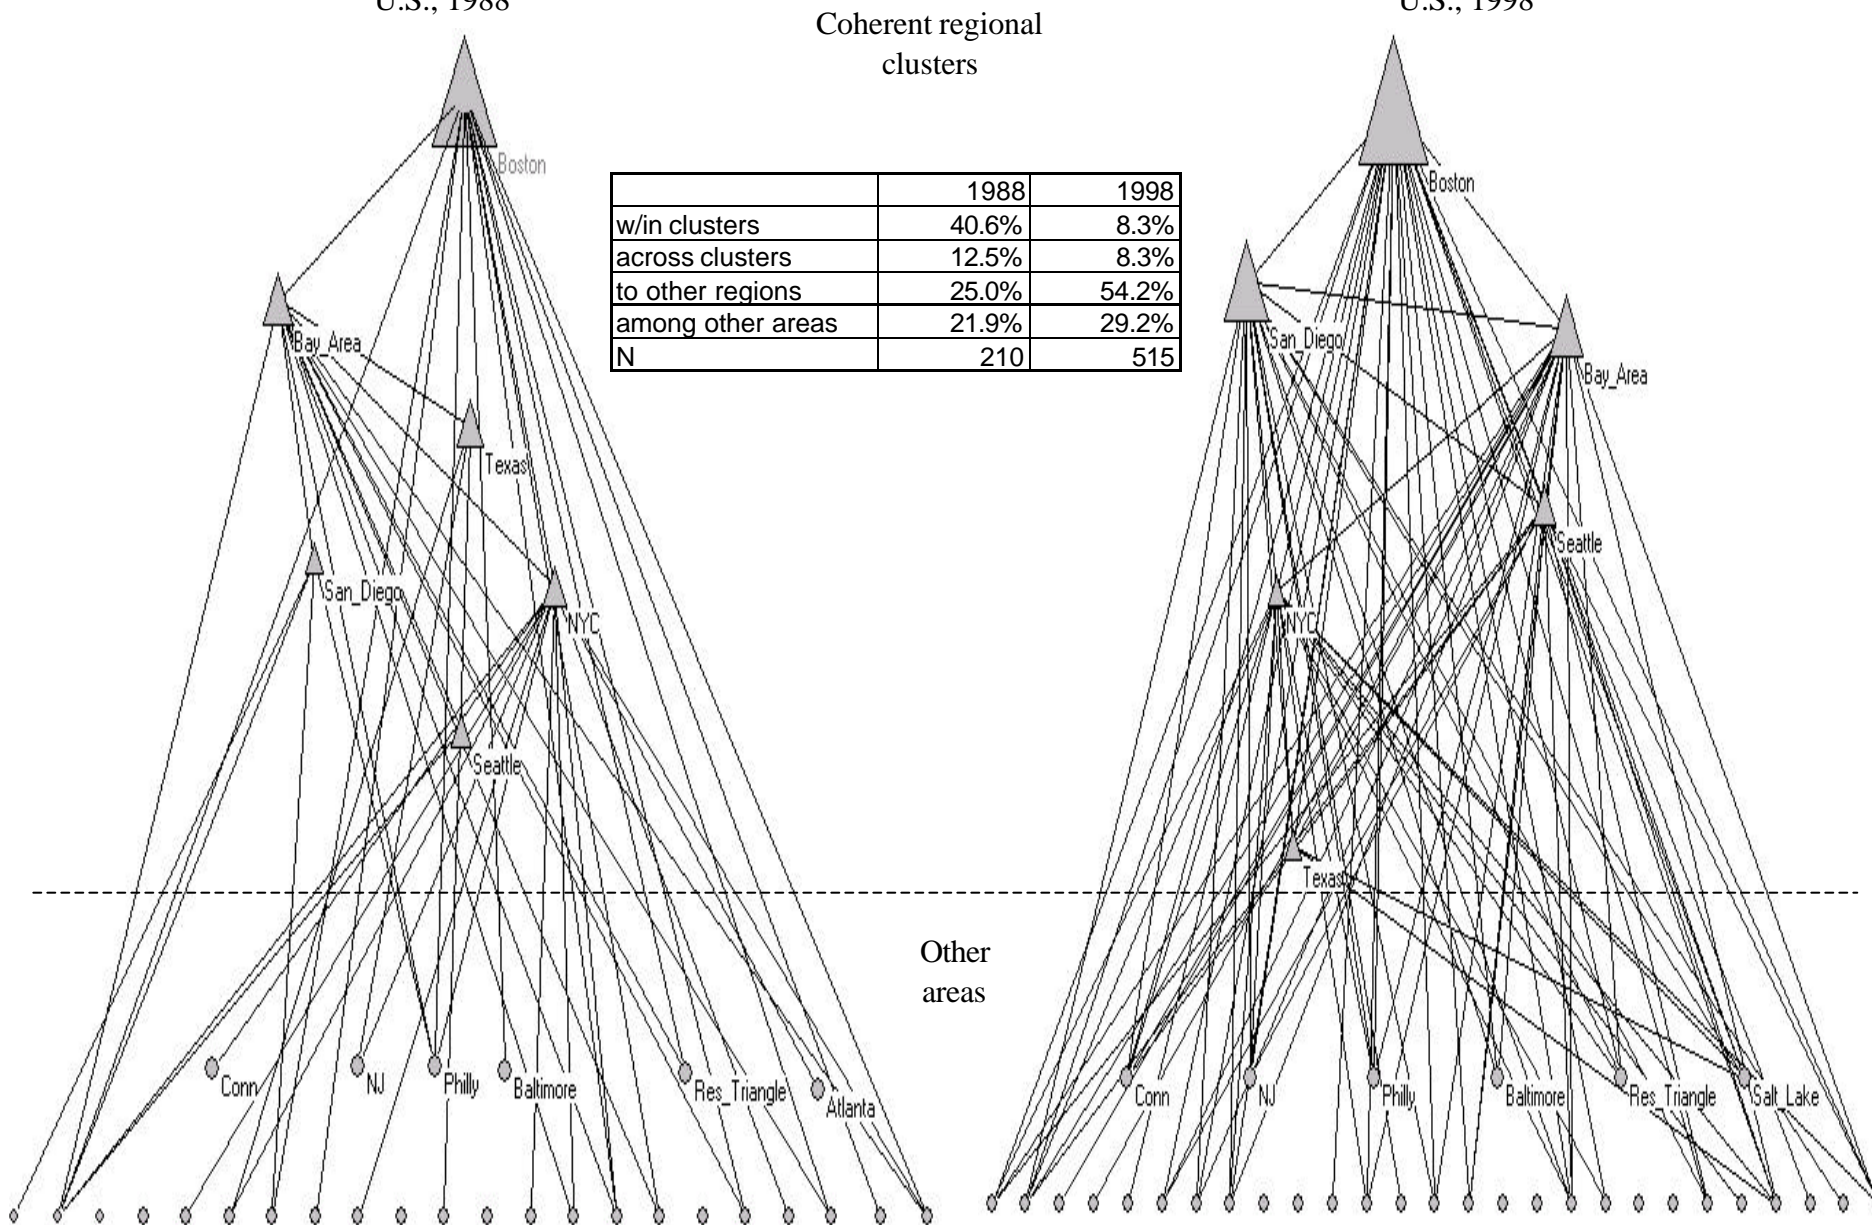 U.S., 1988
Coherent regional
clusters
U.S., 1998
Boston
Bay_Area
Texas
San_Diego
NYC
Seattle
1988 1998
w/in clusters 40.6% 8.3%
across clusters 12.5% 8.3%
to other regions 25.0% 54.2%
among other areas 21.9% 29.2%
N 210 515
Boston
San_Diego
Bay_Area
Seattle
NYC
Texas
Other
areas
Conn
NJ
Philly
Baltimore
Res_Triangle
Atlanta
Conn
NJ
Philly
Baltimore
Res_Triangle
Salt_Lake